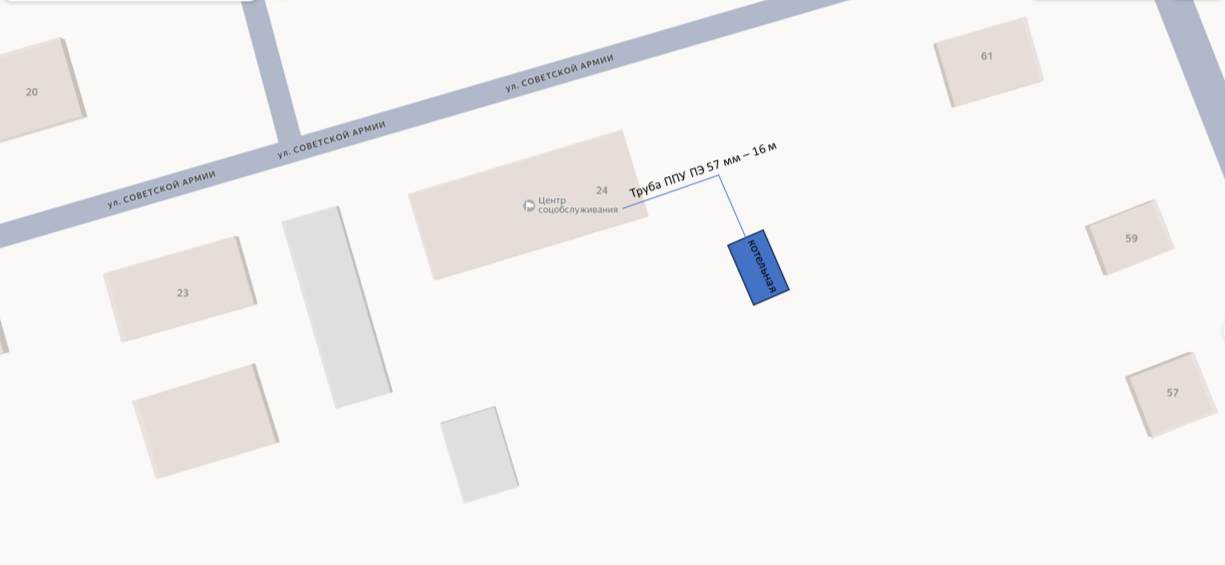 ул. СОВЕТСКОЙ АРМИИ
61
20
ул. СОВЕТСКОЙ АРМИИ
Труба ППУ ПЭ 57 мм – 16 м
ул. СОВЕТСКОЙ АРМИИ
24
Центр
соцобслуживания
59
котельная
23
57